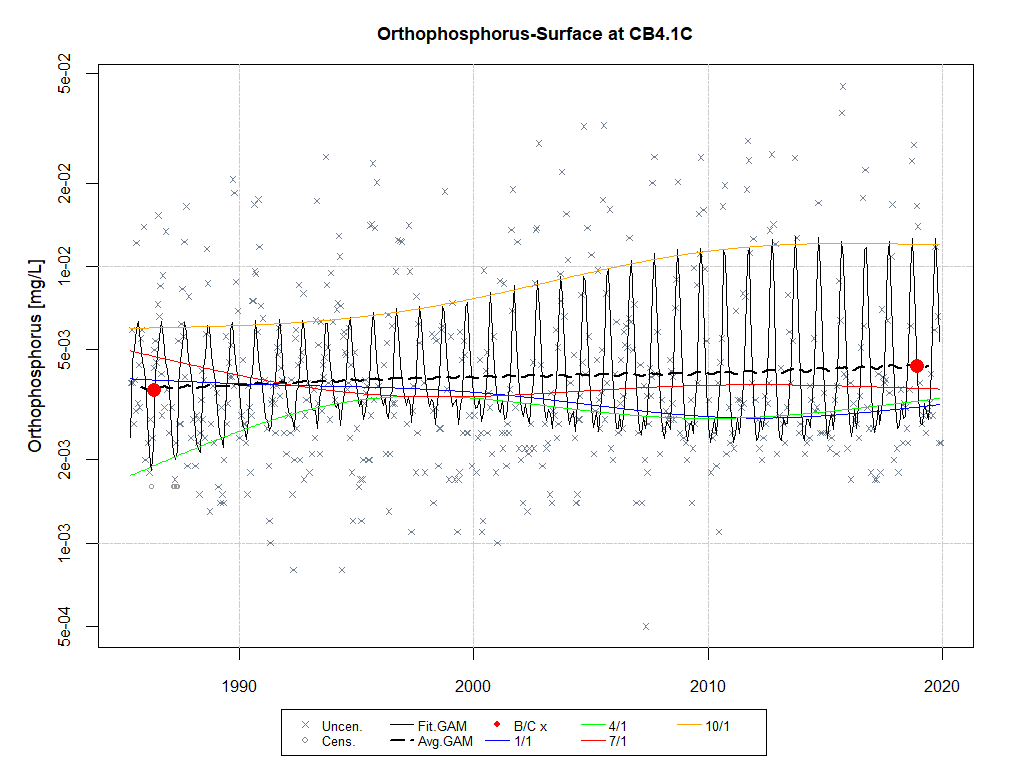 Orthophosphorus-Surface at CB4.1C
Orthophosphorus [mg/L]
5e-02
2e-02
1e-02
5e-03
2e-03
1e-03
5e-04
1990 2000 2010 2020
Uncen. Fit.GAM B/C x 4/1 10/1
Cens. Avg.GAM 1/1 7/1